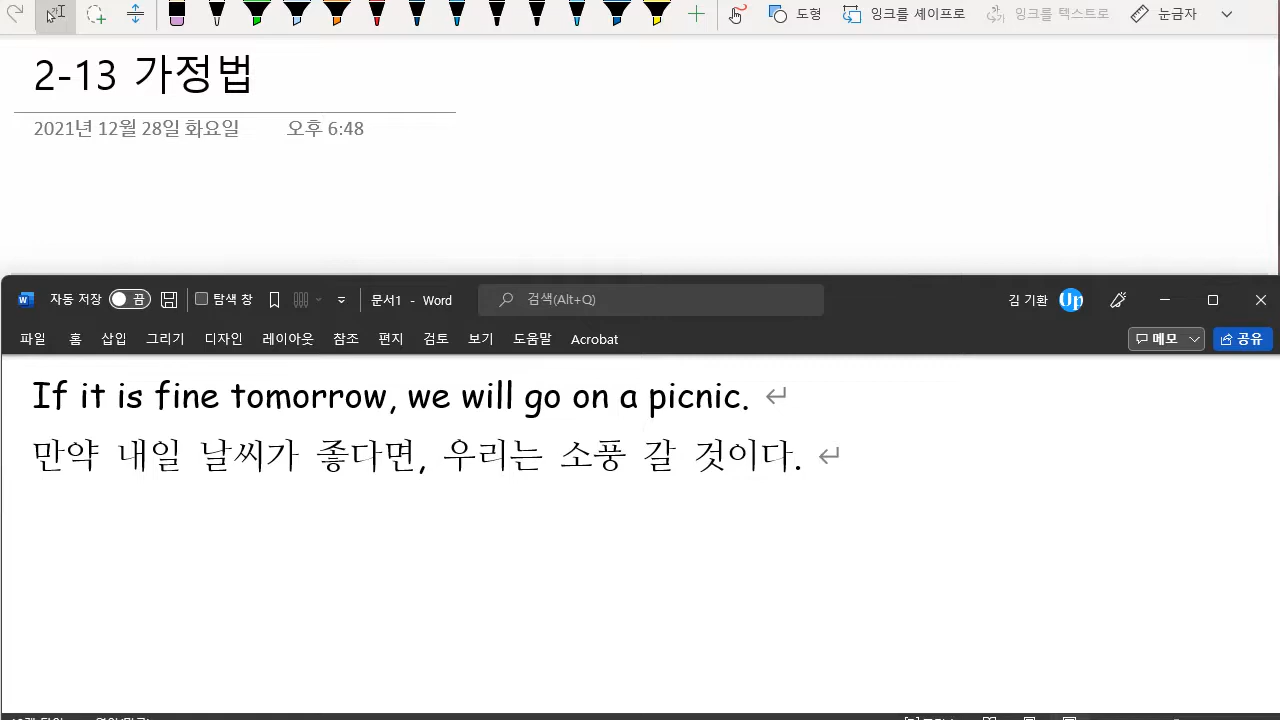 도형 잉크를 셰이프로 잉크를 텍스트로 눈금자
2-13 가정법
2021년 12월 28일 화요일 오후 6:48
자동 저장 끔 탐색 창 문서1 - Word 검색(Alt+Q) 김 기환 Up
파일 홈 삽입 그리기 디자인 레이아웃 참조 편지 검토 보기 도움말 Acrobat 메모 공유
If it is fine tomorrow, we will go on a picnic.
만약 내일 날씨가 좋다면, 우리는 소풍 갈 것이다.